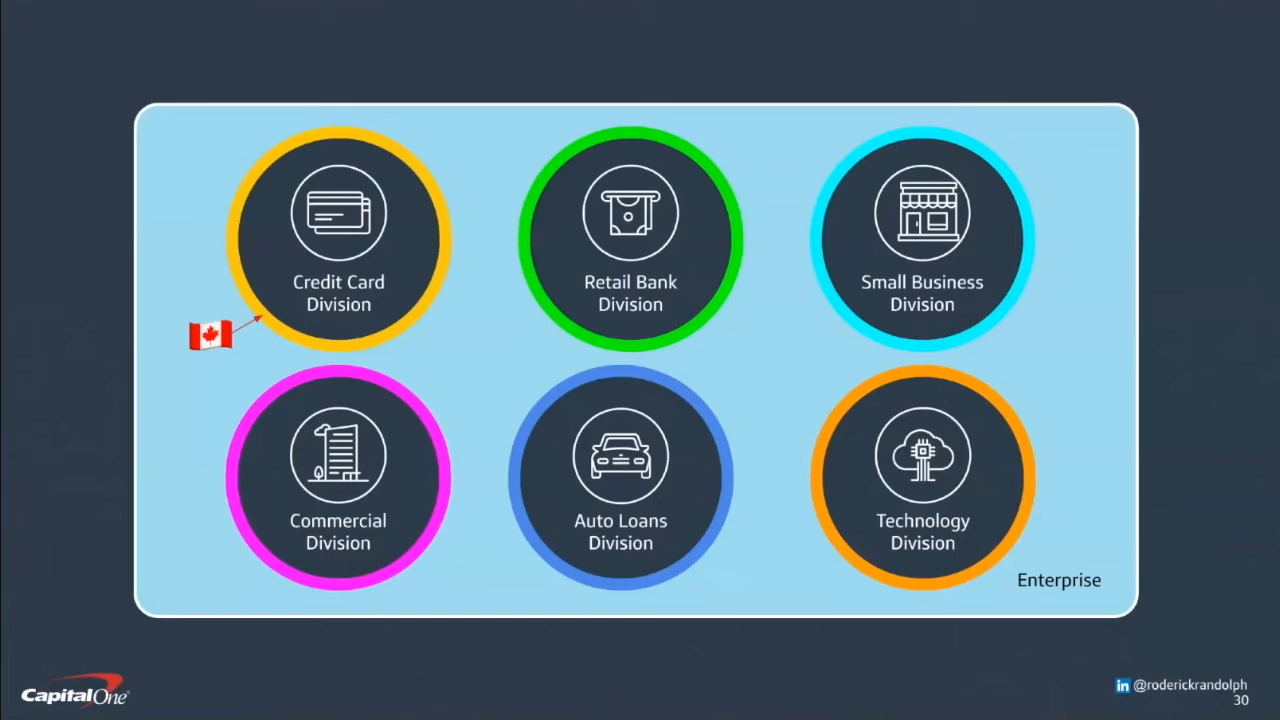 Credit Card
Division
Retail Bank
Division
Small Business
Division
Commercial
Division
Auto Loans
Division
Technology
Division
Enterprise
Capital One
in @roderickrandolph
30